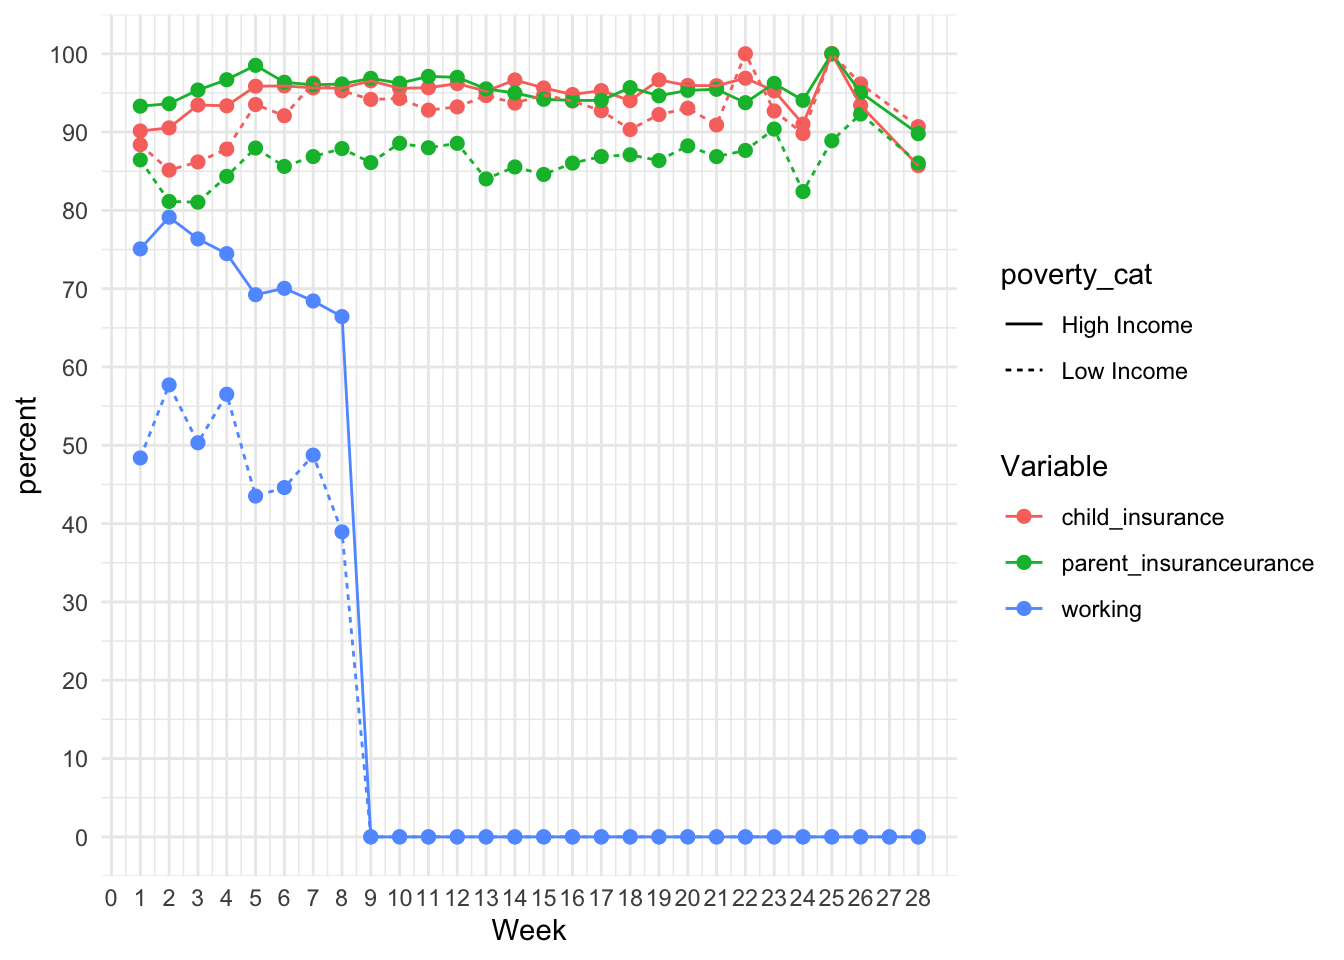 100
90
80
70
60
50
40
30
20
10
0
percent
0 1 2 3 4 5 6 7 8 9 10 11 12 13 14 15 16 17 18 19 20 21 22 23 24 25 26 27 28
Week
poverty_cat
High Income
Low Income
Variable
child_insurance
parent_insuranceurance
working